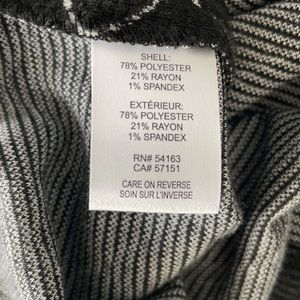 SHELL:
78% POLYESTER
21% RAYON
1% SPANDEX
EXTÉRIEUR:
78% POLYESTER
21% RAYON
1% SPANDEX
RN# 54163
CA# 57151
CARE ON REVERSE
SOIN SUR L'INVERSE